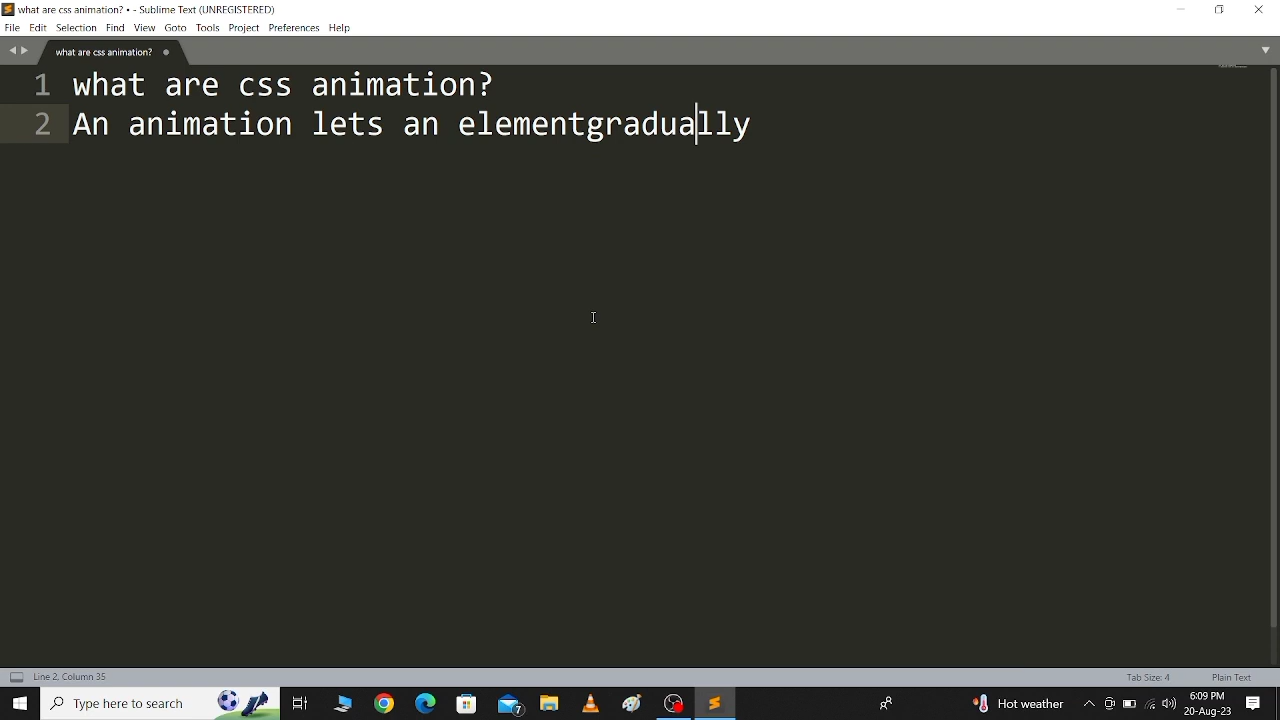 what are css animation? • - Sublime Text (UNREGISTERED)
File Edit Selection Find View Goto Tools Project Preferences Help
what are css animation?
1 what are css animation?
2 An animation lets an elementgradually
Line 2, Column 35
Tab Size: 4
Plain Text
Type here to search
7
Hot weather
6:09 PM
20-Aug-23